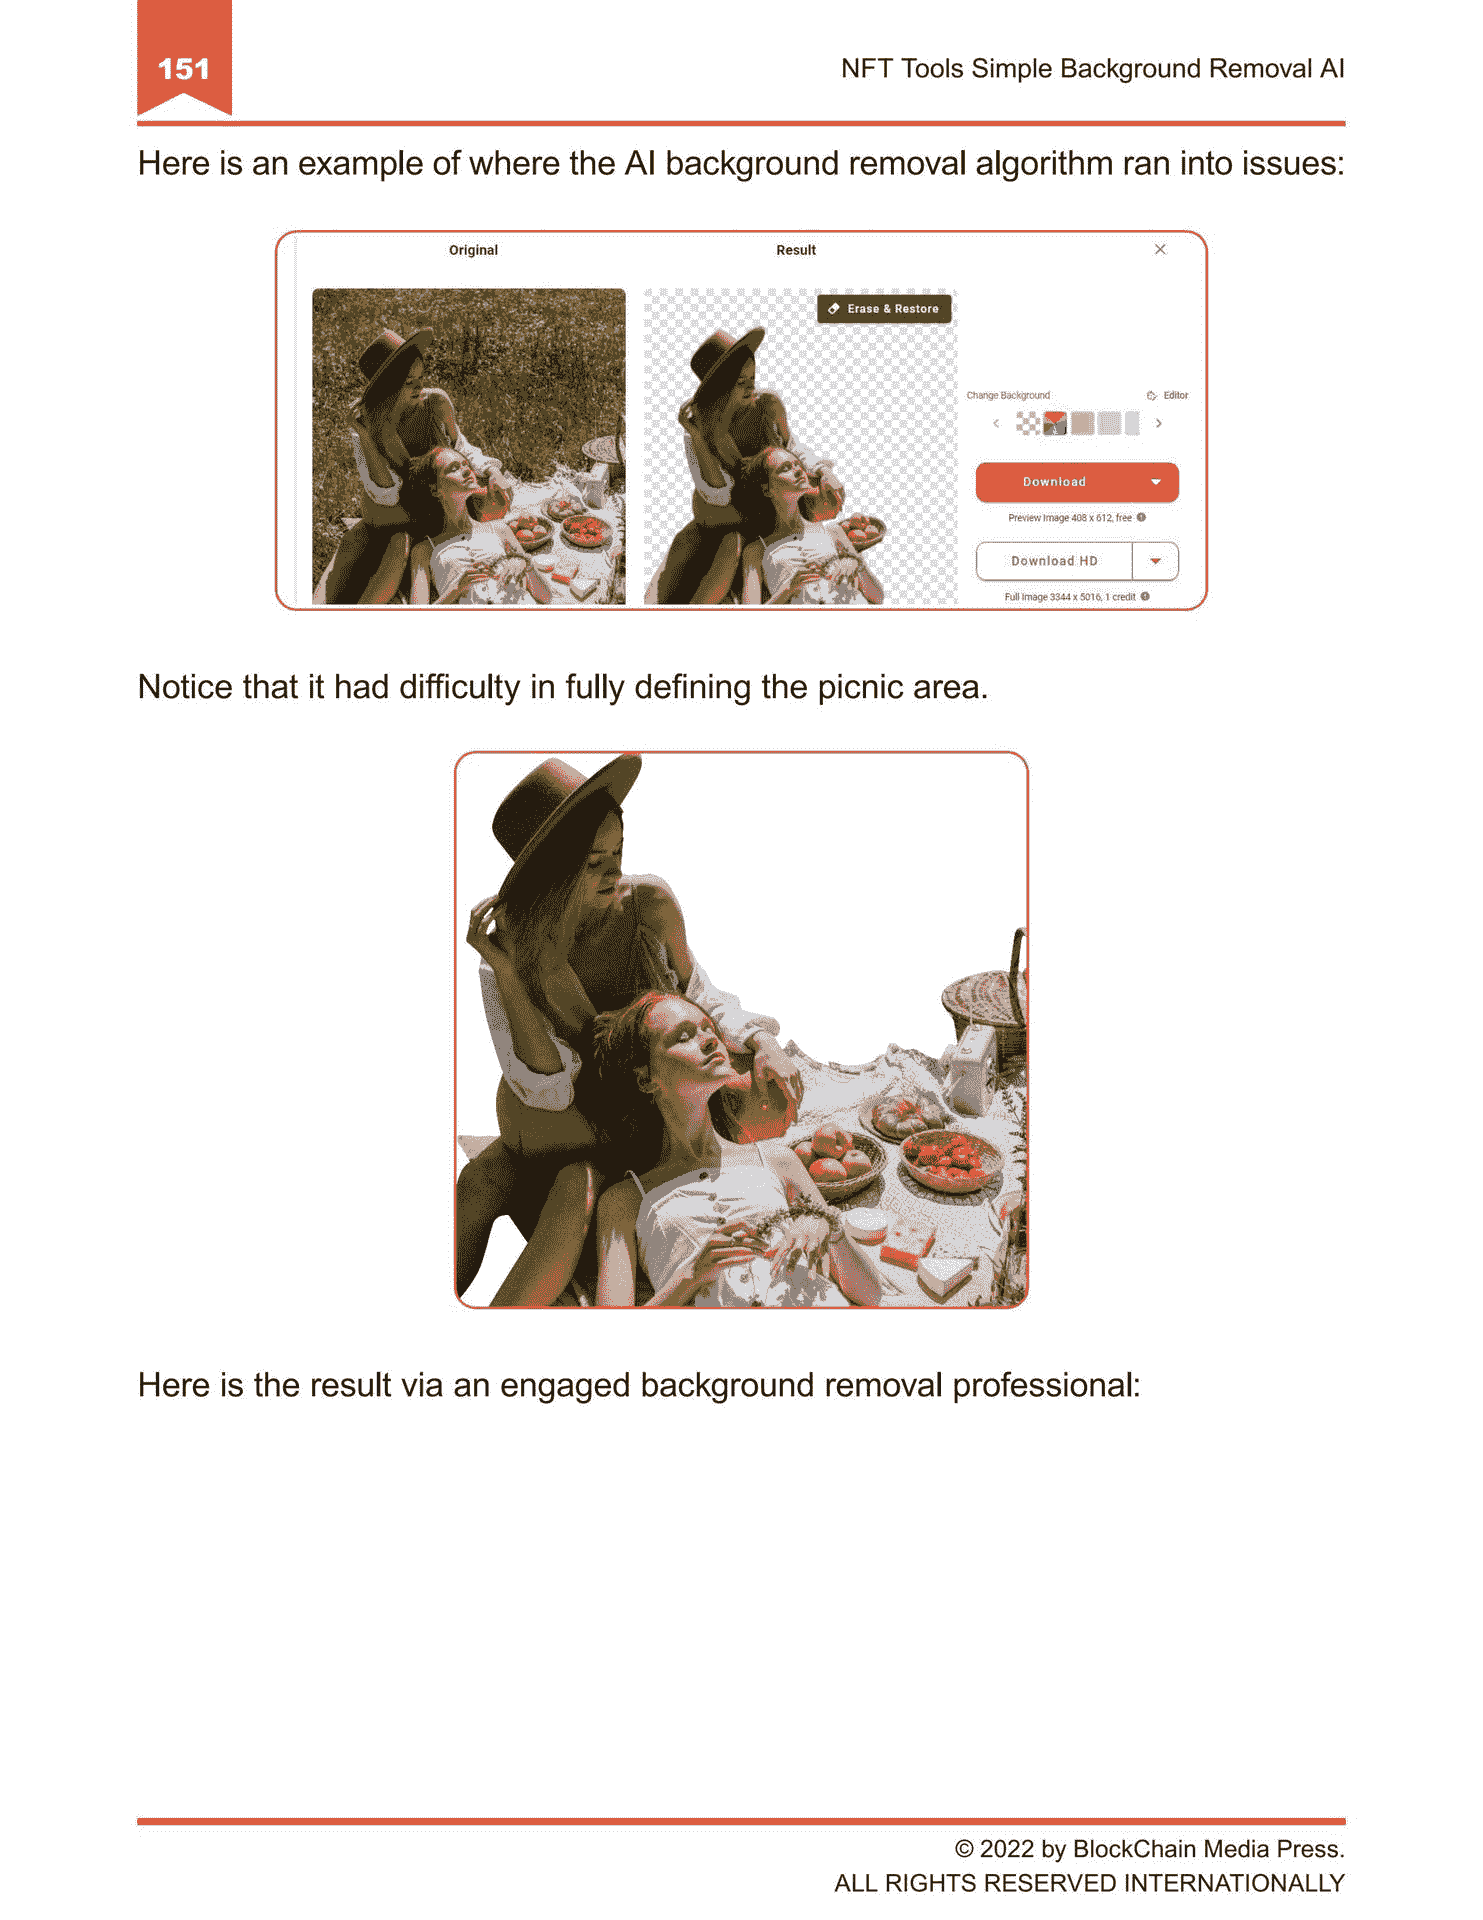 151
NFT Tools Simple Background Removal AI
Here is an example of where the AI background removal algorithm ran into issues:
Original
Result
Erase & Restore
Change Background
Editor
Download
Preview Image 408 x 612, free
Download HD
Full Image 3344 x 5016, 1 credit
Notice that it had difficulty in fully defining the picnic area.
Here is the result via an engaged background removal professional:
© 2022 by BlockChain Media Press.
ALL RIGHTS RESERVED INTERNATIONALLY